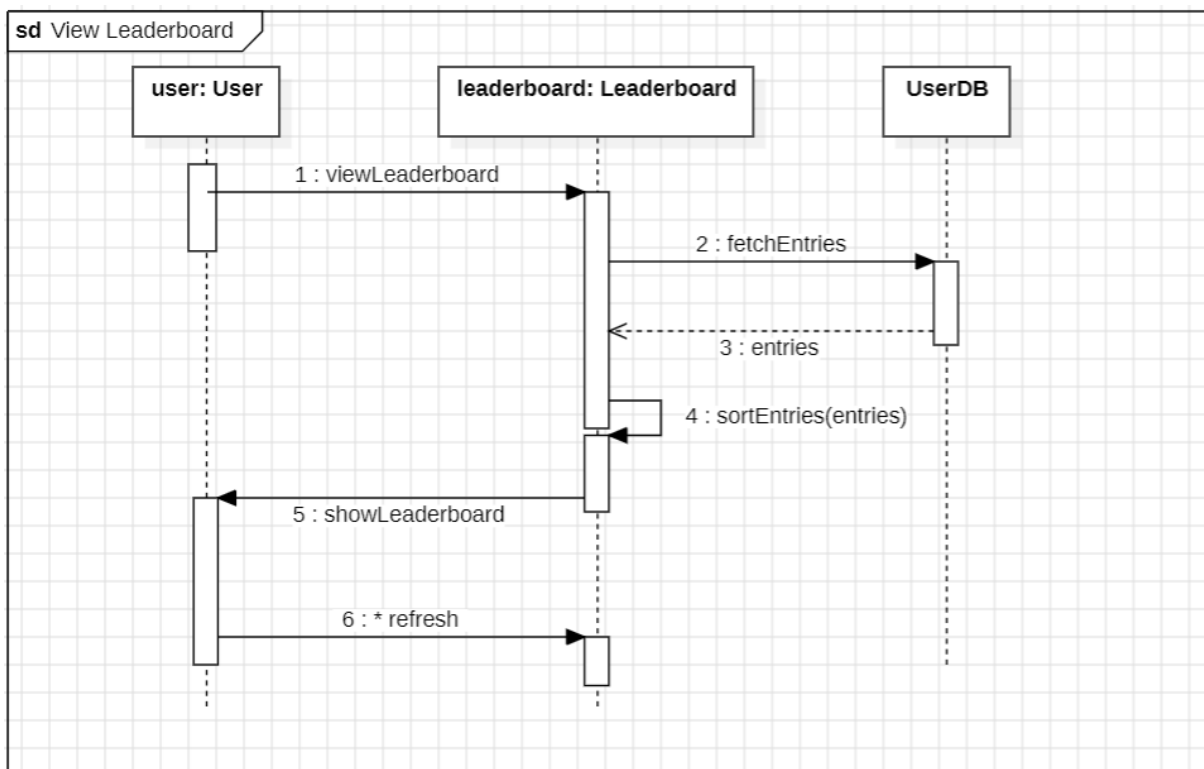 sd View Leaderboard
user: User
leaderboard: Leaderboard
UserDB
1 : viewLeaderboard
2 : fetchEntries
3 : entries
4 : sortEntries(entries)
5 : showLeaderboard
6 : * refresh